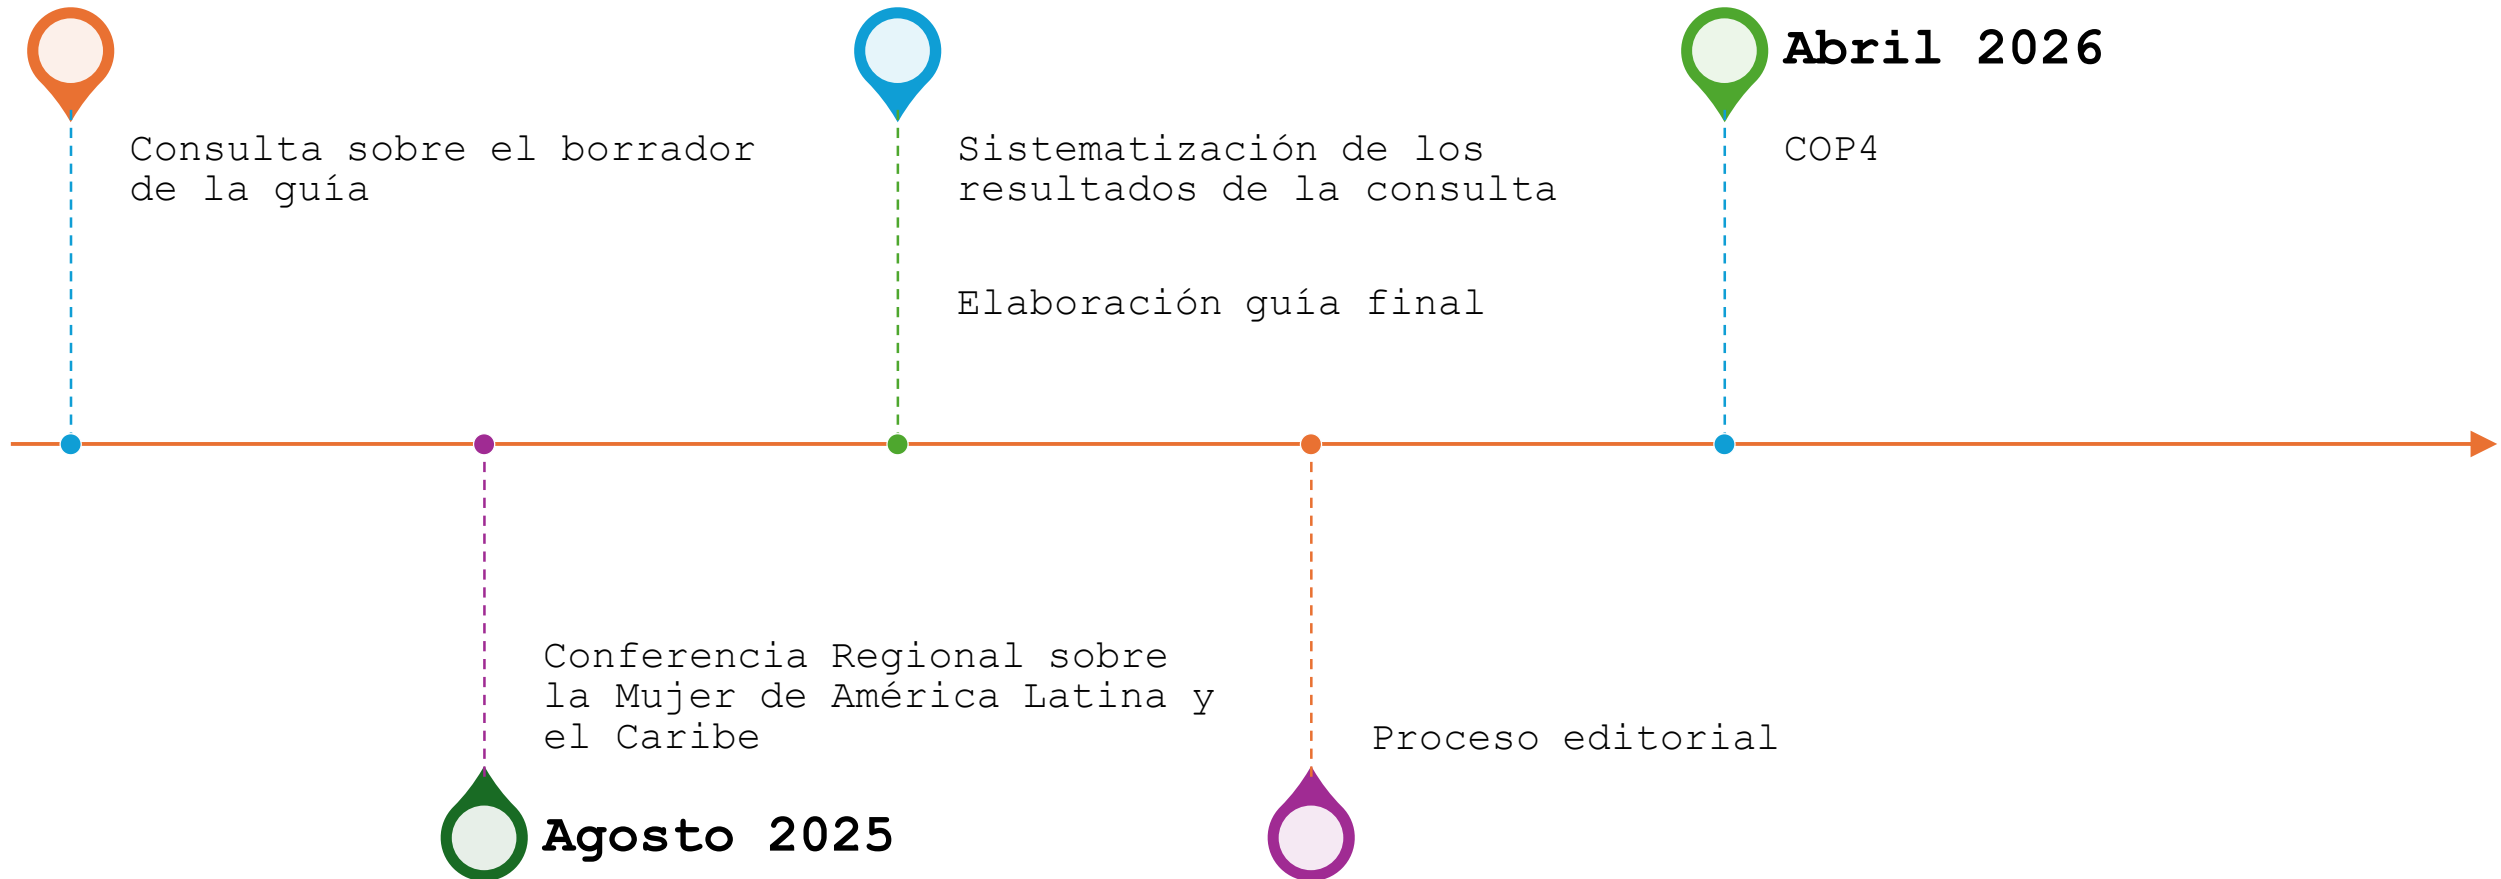 Consulta sobre el borrador
de la guía
Conferencia Regional sobre
la Mujer de América Latina y
el Caribe
Agosto 2025
Sistematización de los
resultados de la consulta
Elaboración guía final
Proceso editorial
Abril 2026
COP4